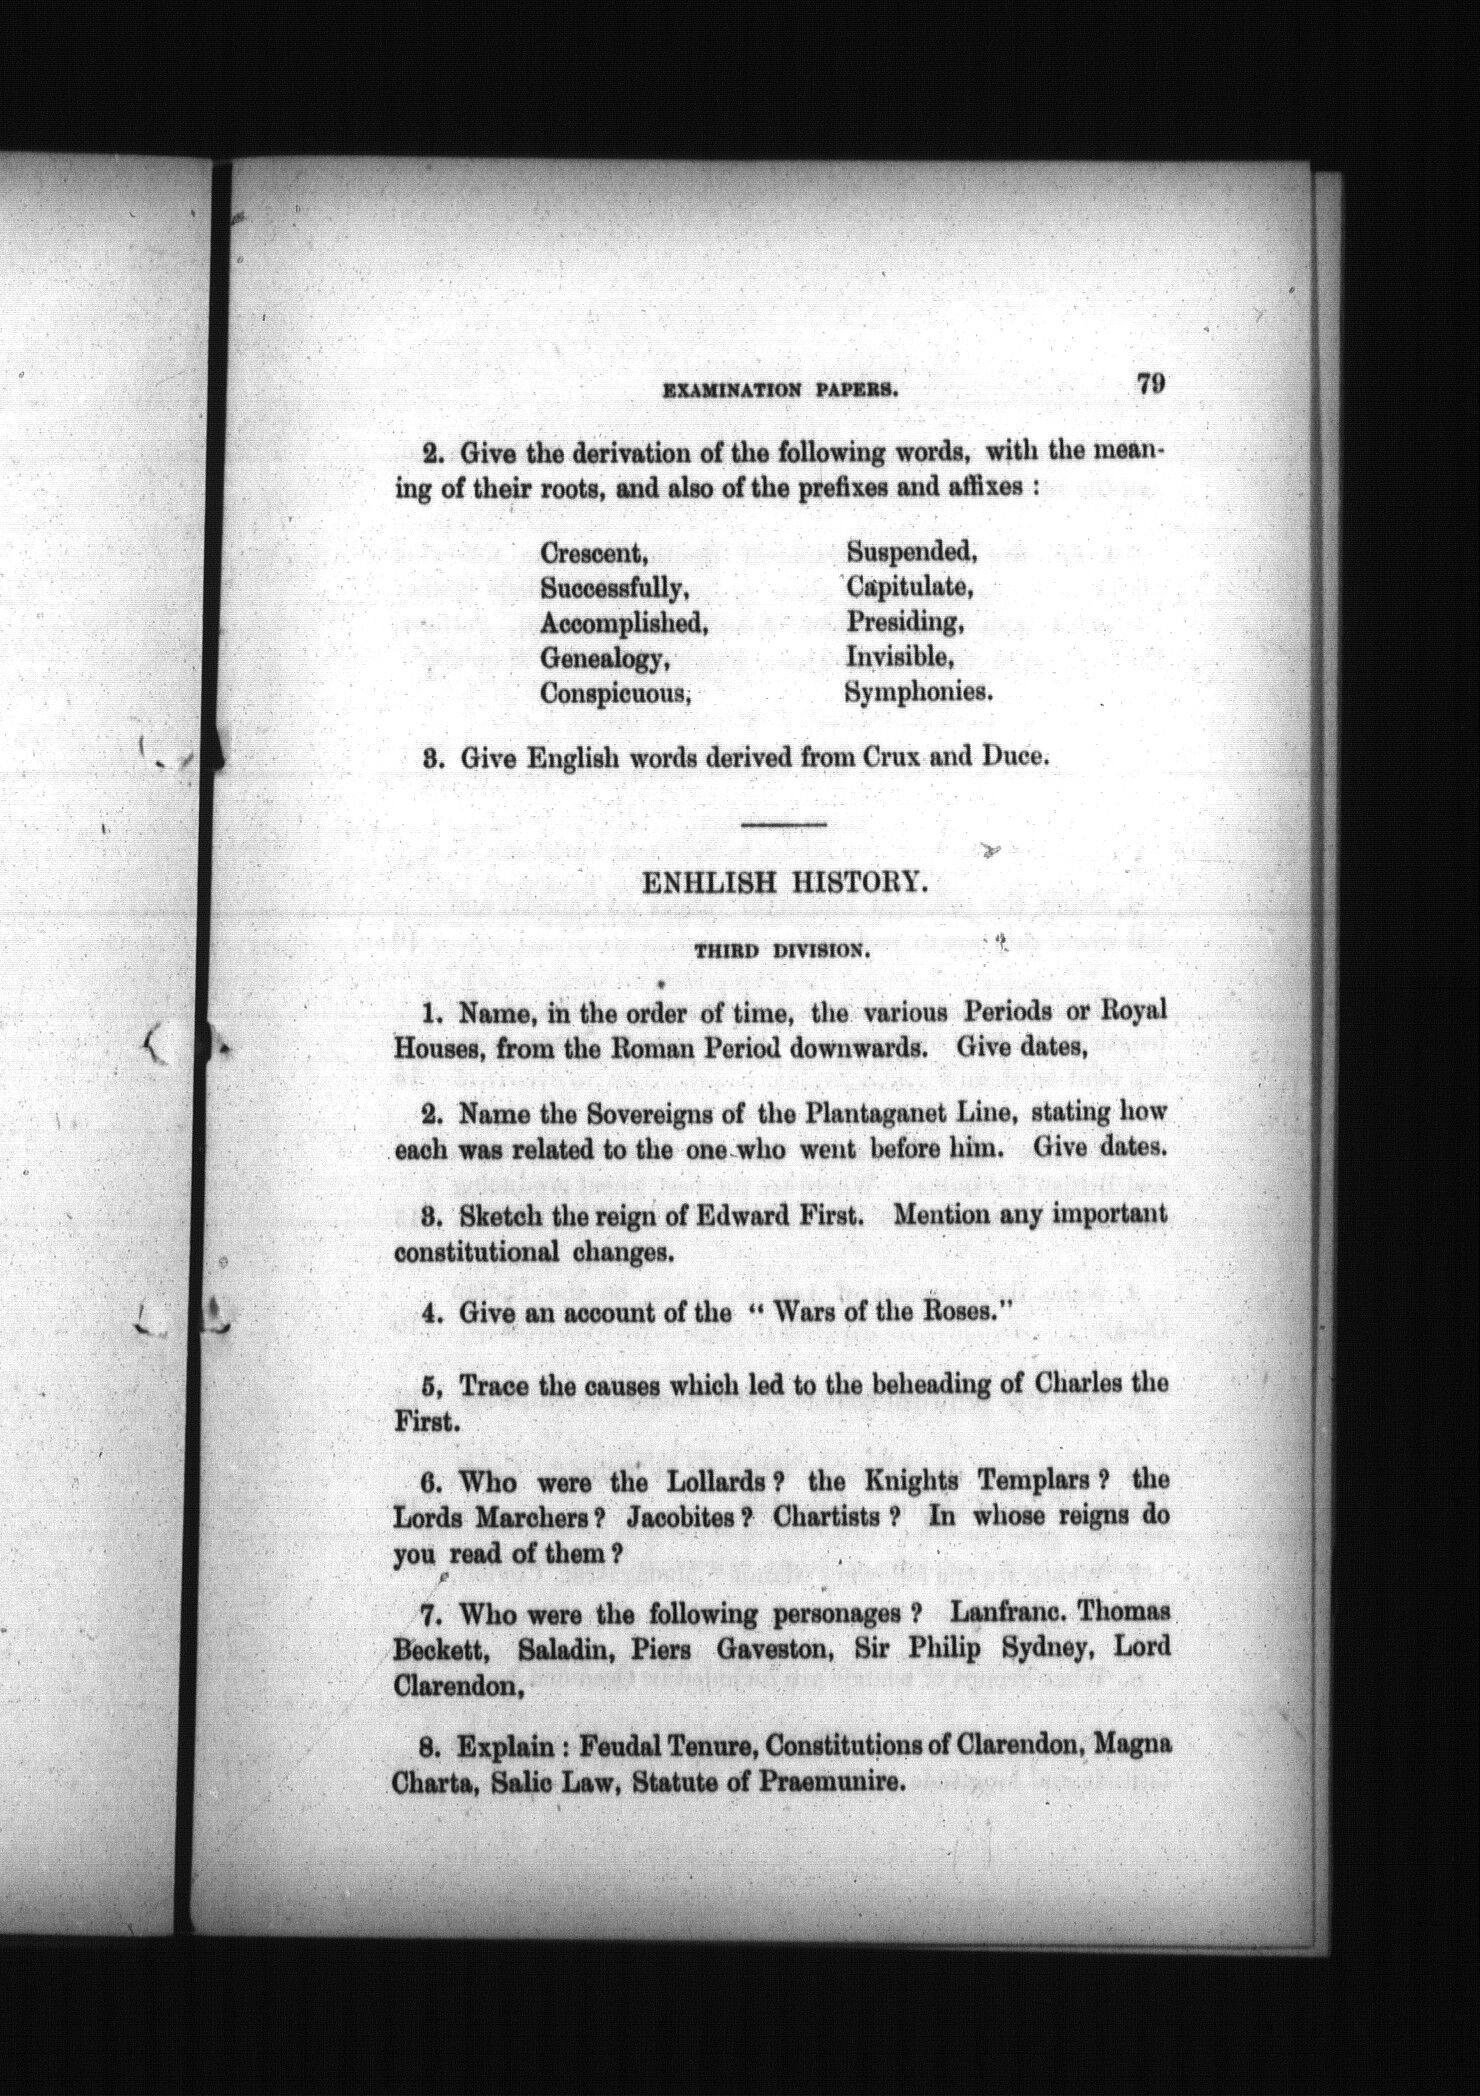 EXAMINATION PAPERS. 79
2. Give the derivation of the following words, with the mean-
ing of their roots, and also of the prefixes and affixes :
Crescent, Suspended,
Successfully, Capitulate,
Accomplished, Presiding,
Genealogy, Invisible,
Conspicuous, Symphonies.
3. Give English words derived from Crux and Duce.
ENHLISH HISTORY.
THIRD DIVISION.
1. Name, in the order of time, the various Periods or Royal
Houses, from the Roman Period downwards. Give dates,
2. Name the Sovereigns of the Plantaganet Line, stating how
each was related to the one who went before him. Give dates.
3. Sketch the reign of Edward First. Mention any important
constitutional changes.
4. Give an account of the " Wars of the Roses."
5, Trace the causes which led to the beheading of Charles the
First.
6. Who were the Lollards ? the Knights Templars ? the
Lords Marchers ? Jacobites ? Chartists ? In whose reigns do
you read of them ?
7. Who were the following personages ? Lanfranc. Thomas
Beckett, Saladin, Piers Gaveston, Sir Philip Sydney, Lord
Clarendon,
8. Explain : Feudal Tenure, Constitutions of Clarendon, Magna
Charta, Salic Law, Statute of Praemunire.